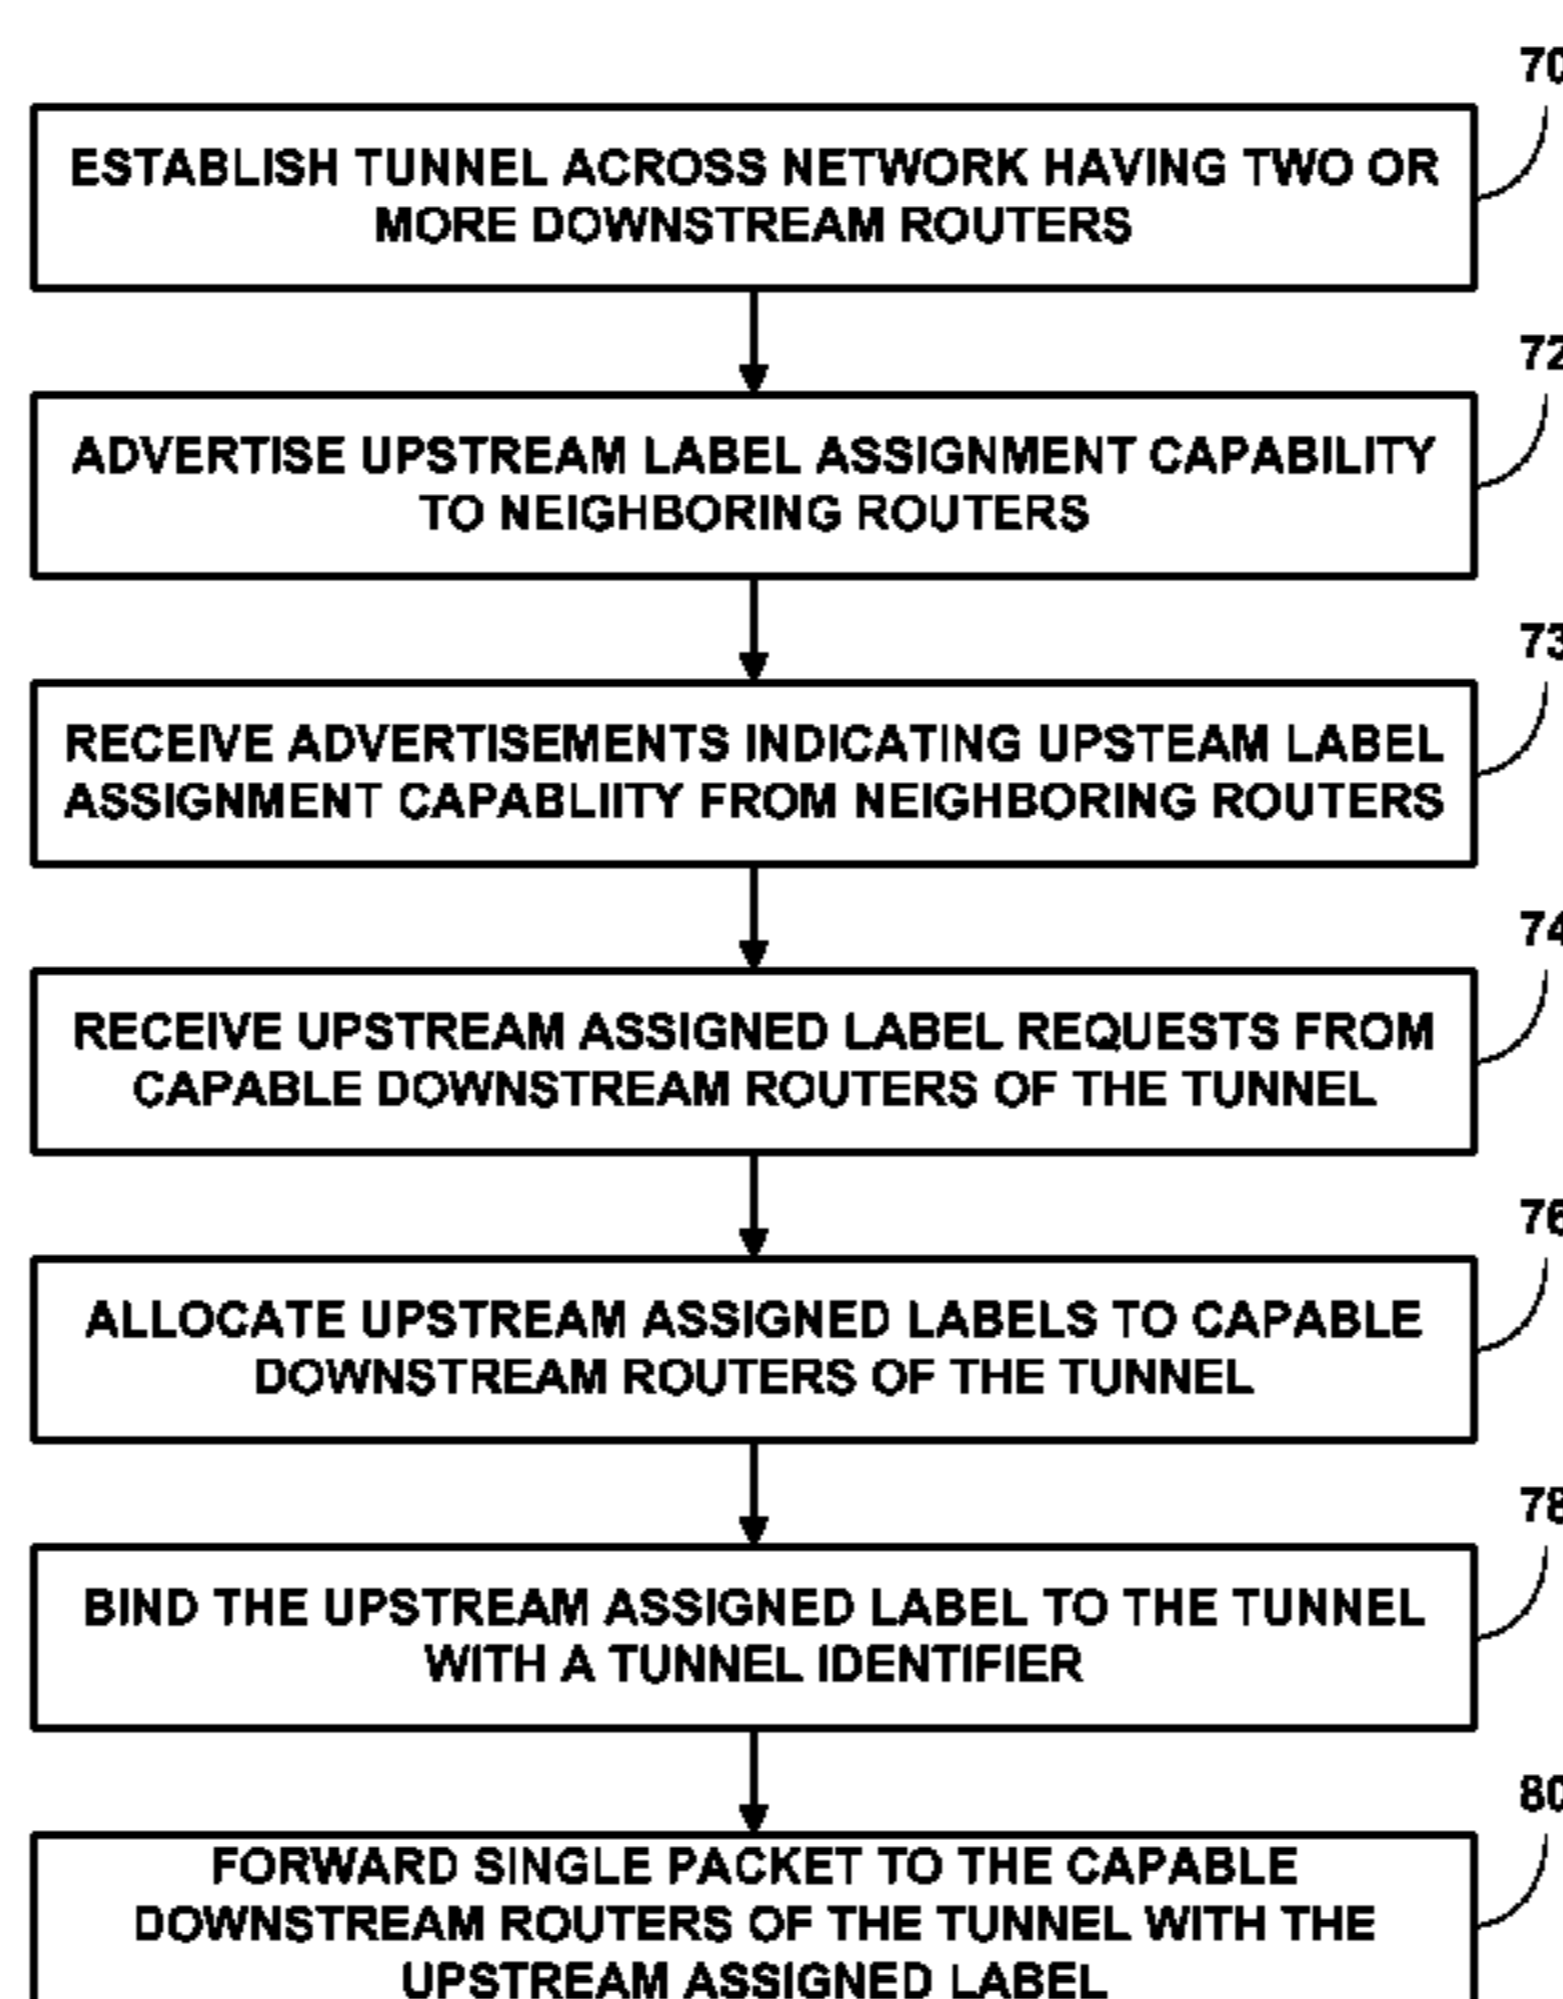 70
ESTABLISH TUNNEL ACROSS NETWORK HAVING TWO OR
MORE DOWNSTREAM ROUTERS
72
ADVERTISE UPSTREAM LABEL ASSIGNMENT CAPABILITY
TO NEIGHBORING ROUTERS
73
RECEIVE ADVERTISEMENTS INDICATING UPSTEAM LABEL
ASSIGNMENT CAPABLIITY FROM NEIGHBORING ROUTERS
74
RECEIVE UPSTREAM ASSIGNED LABEL REQUESTS FROM
CAPABLE DOWNSTREAM ROUTERS OF THE TUNNEL
76
ALLOCATE UPSTREAM ASSIGNED LABELS TO CAPABLE
DOWNSTREAM ROUTERS OF THE TUNNEL
78
BIND THE UPSTREAM ASSIGNED LABEL TO THE TUNNEL
WITH A TUNNEL IDENTIFIER
80
FORWARD SINGLE PACKET TO THE CAPABLE
DOWNSTREAM ROUTERS OF THE TUNNEL WITH THE
UPSTREAM ASSIGNED LABEL